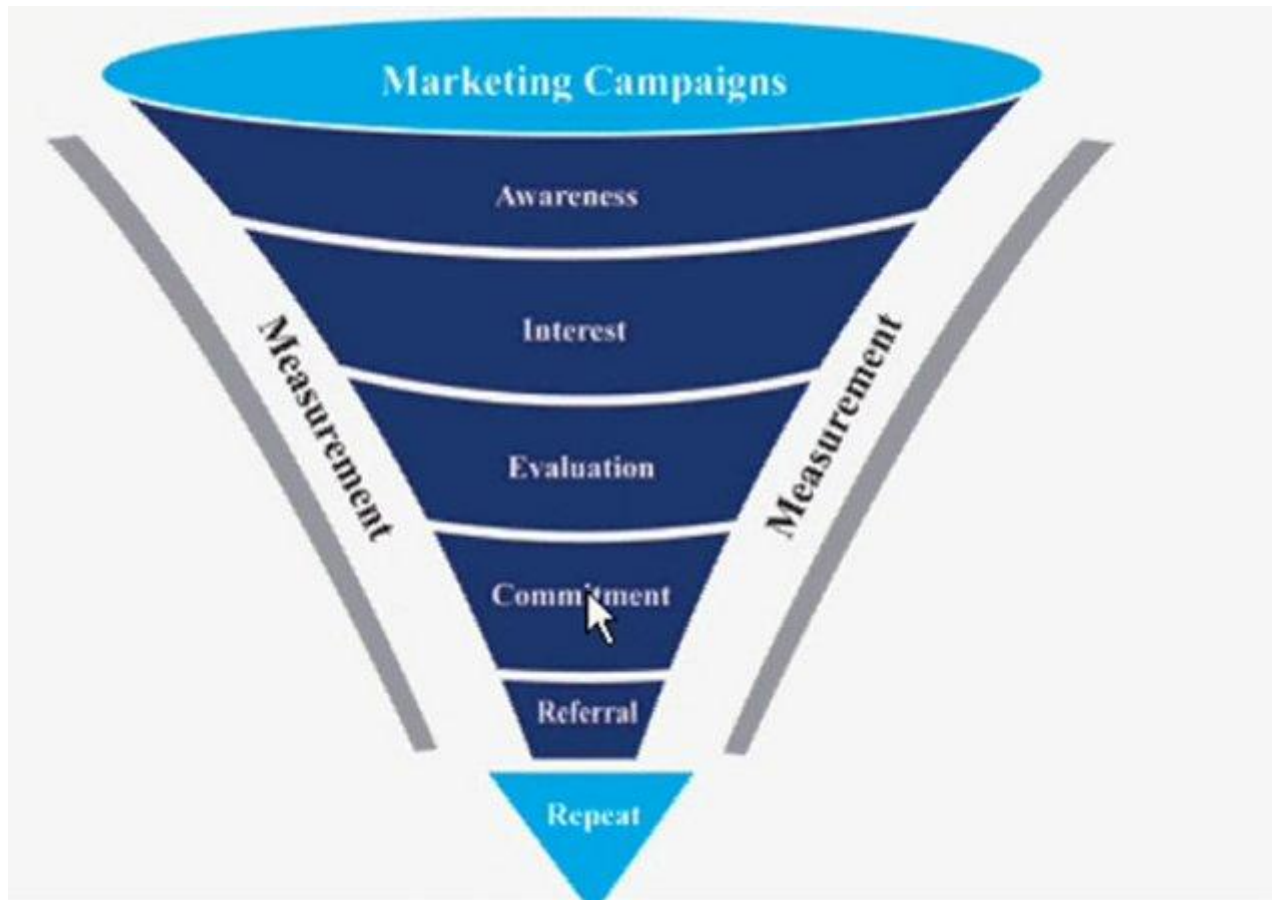 Marketing Campaigns
Awareness
Interest
Measurement
Measurement
Evaluation
Commitment
Referral
Repeat